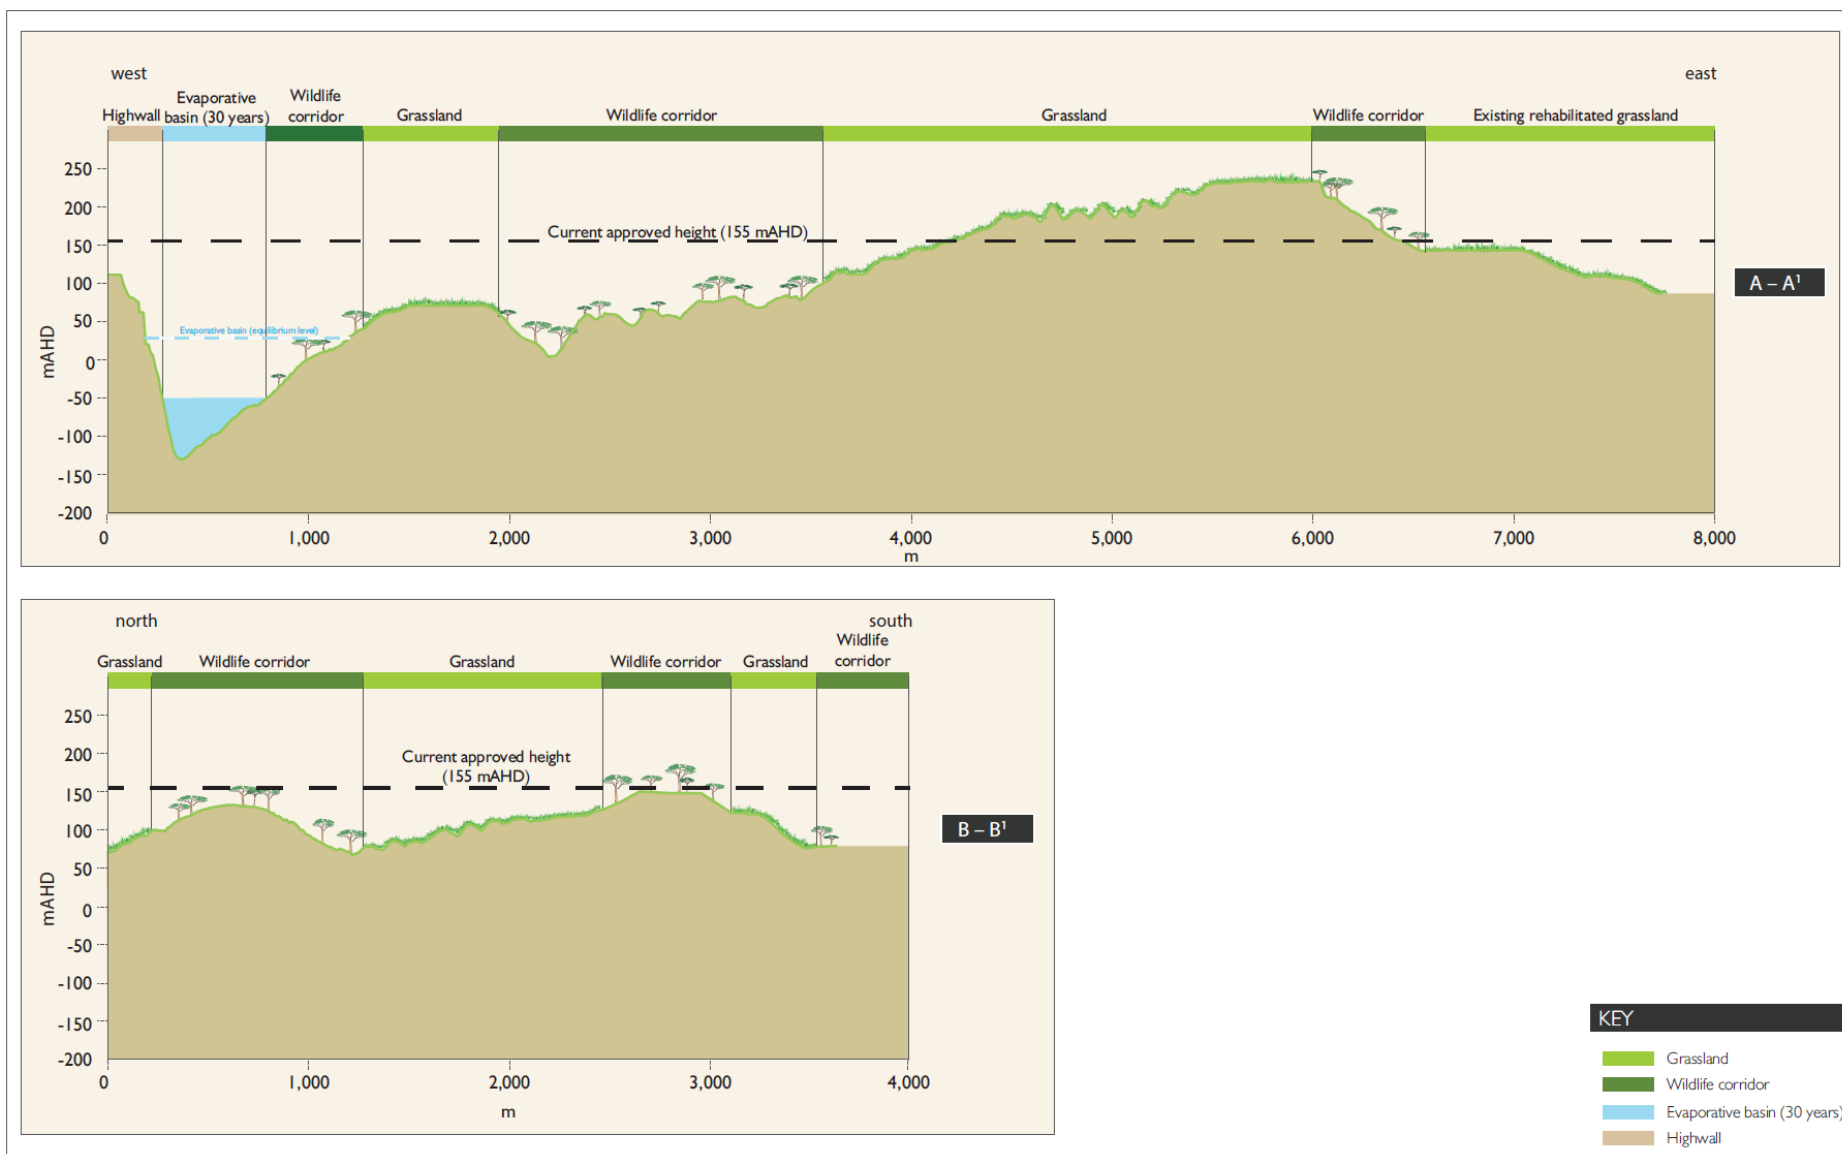 west
east
Highwall
Evaporative
basin (30 years)
Wildlife
corridor
Grassland
Wildlife corridor
Grassland
Wildlife corridor
Existing rehabilitated grassland
250
200
150
100
50
0
-50
-100
-150
-200
mAHD
Current approved height (155 mAHD)
Evaporative basin (equilibrium level)
A – A¹
0
1,000
2,000
3,000
4,000
5,000
6,000
7,000
8,000
m
north
south
Grassland
Wildlife corridor
Grassland
Wildlife corridor
Grassland
Wildlife
corridor
250
200
150
100
50
0
-50
-100
-150
-200
mAHD
Current approved height
(155 mAHD)
B – B¹
0
1,000
2,000
3,000
4,000
m
KEY
Grassland
Wildlife corridor
Evaporative basin (30 years)
Highwall